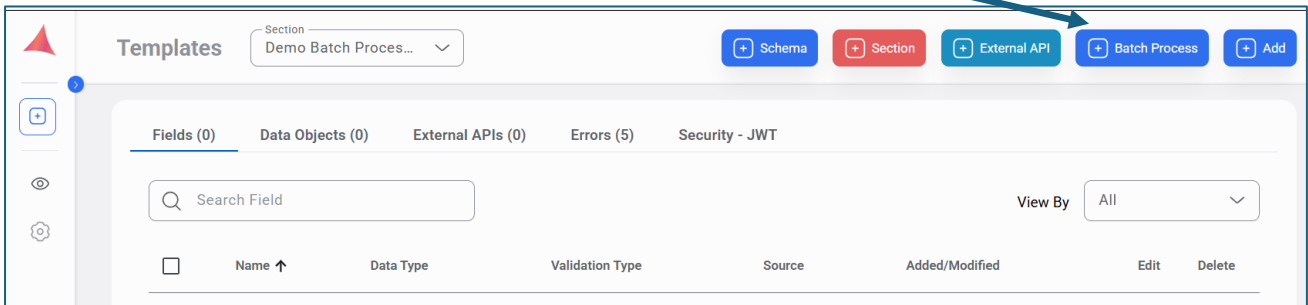 Templates
Section
Demo Batch Proces...
Schema
Section
External API
Batch Process
Add
Fields (0) Data Objects (0) External APIs (0) Errors (5) Security - JWT
Search Field
View By
All
Name Data Type Validation Type Source Added/Modified Edit Delete